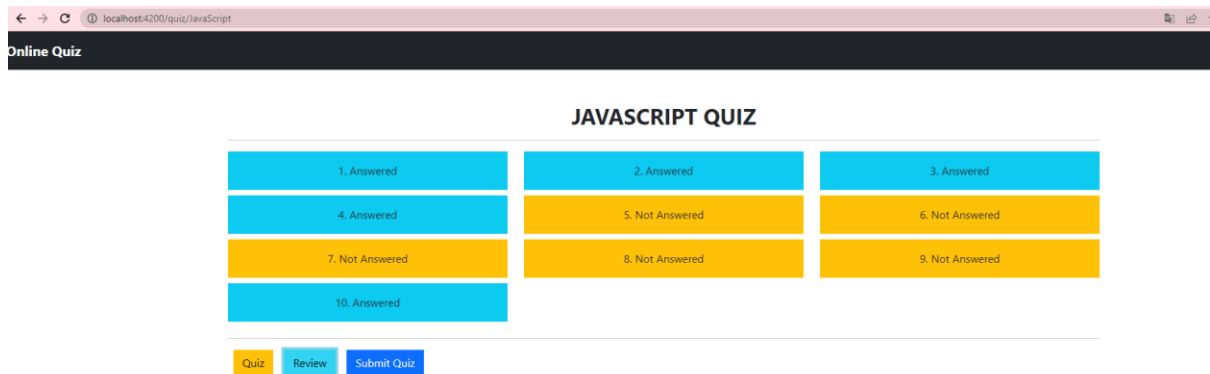 localhost:4200/quiz/JavaScript
Online Quiz
JAVASCRIPT QUIZ
1. Answered 2. Answered 3. Answered
4. Answered 5. Not Answered 6. Not Answered
7. Not Answered 8. Not Answered 9. Not Answered
10. Answered
Quiz Review Submit Quiz